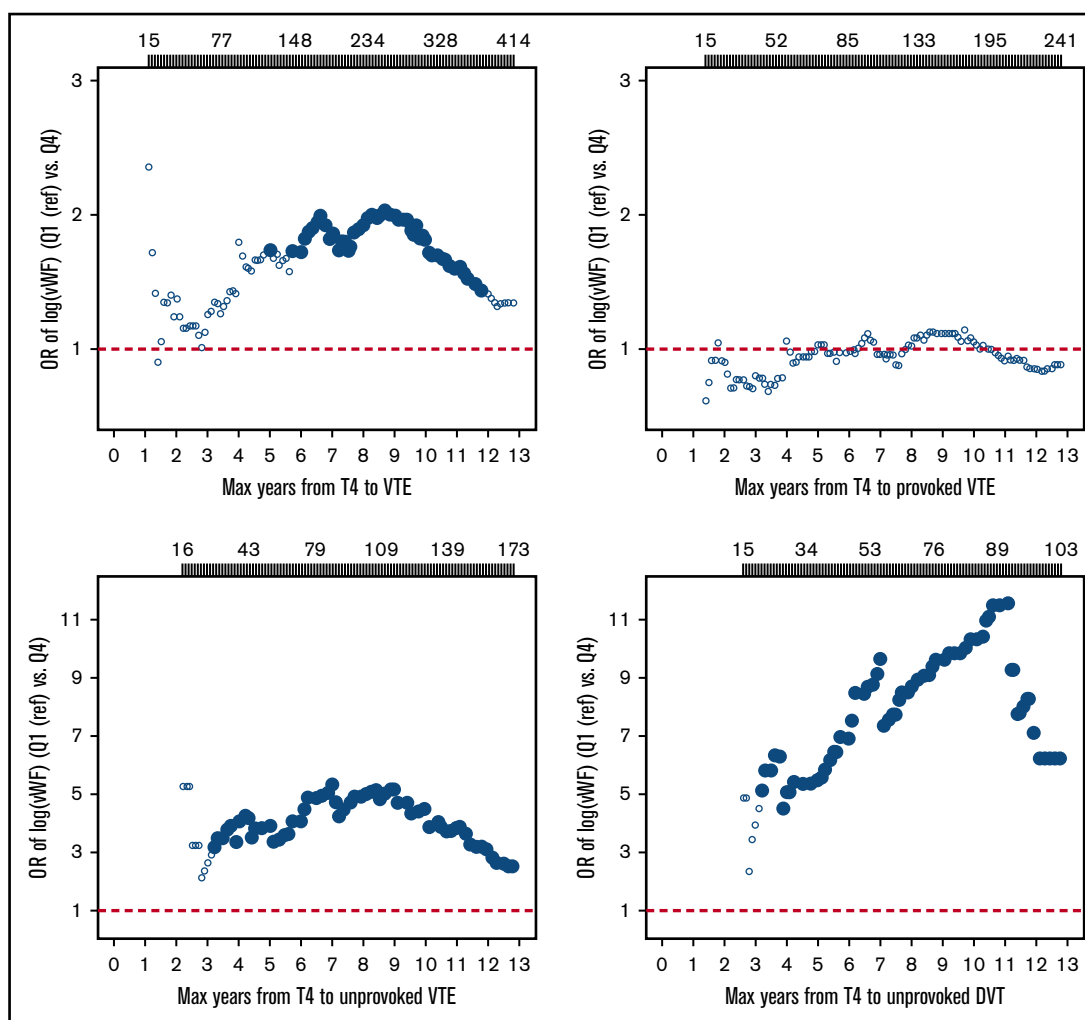 15 77 148 234 328 414
3
2
1
OR of log(vWF) (Q1 (ref) vs. Q4)
0 1 2 3 4 5 6 7 8 9 10 11 12 13
Max years from T4 to VTE
15 52 85 133 195 241
3
2
1
OR of log(vWF) (Q1 (ref) vs. Q4)
0 1 2 3 4 5 6 7 8 9 10 11 12 13
Max years from T4 to provoked VTE
16 43 79 109 139 173
11
9
7
5
3
1
OR of log(vWF) (Q1 (ref) vs. Q4)
0 1 2 3 4 5 6 7 8 9 10 11 12 13
Max years from T4 to unprovoked VTE
15 34 53 76 89 103
11
9
7
5
3
1
OR of log(vWF) (Q1 (ref) vs. Q4)
0 1 2 3 4 5 6 7 8 9 10 11 12 13
Max years from T4 to unprovoked DVT